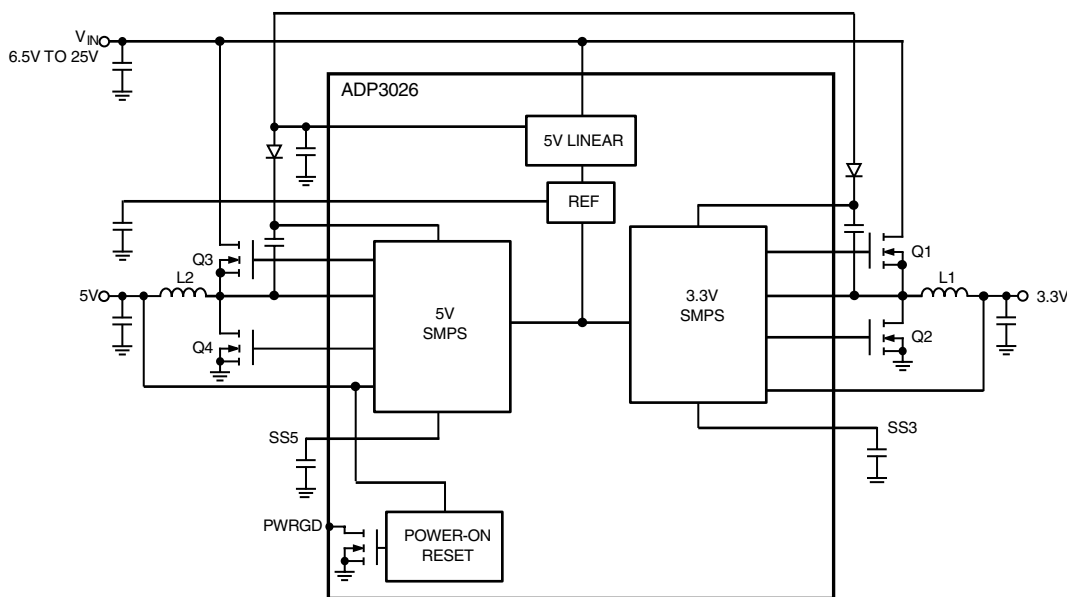 VIN
6.5V TO 25V
ADP3026
5V LINEAR
REF
Q3
Q1
L2
L1
5V
3.3V
5V
SMPS
3.3V
SMPS
Q4
Q2
SS5
SS3
PWRGD
POWER-ON
RESET